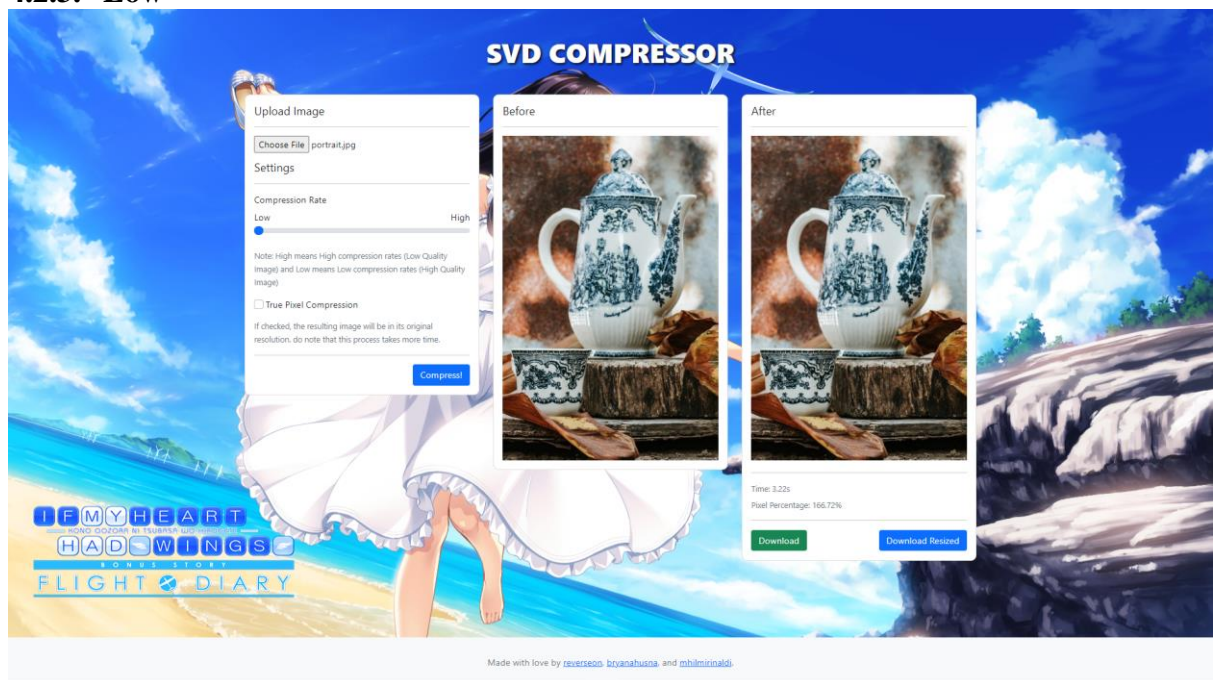 4.2.3. Low
SVD COMPRESSOR
Upload Image
Choose File portrait.jpg
Settings
Compression Rate
Low High
Note: High means High compression rates (Low Quality
Image) and Low means Low compression rates (High Quality
Image)
True Pixel Compression
If checked, the resulting image will be in its original
resolution. do note that this process takes more time.
Compress!
Before
After
Time: 3.22s
Pixel Percentage: 166.72%
Download Download Resized
IF MY HEART
HAD WINGS
BONUS STORY
FLIGHT DIARY
Made with love by reverseon, bryanahusna, and mhilmirinaldi.